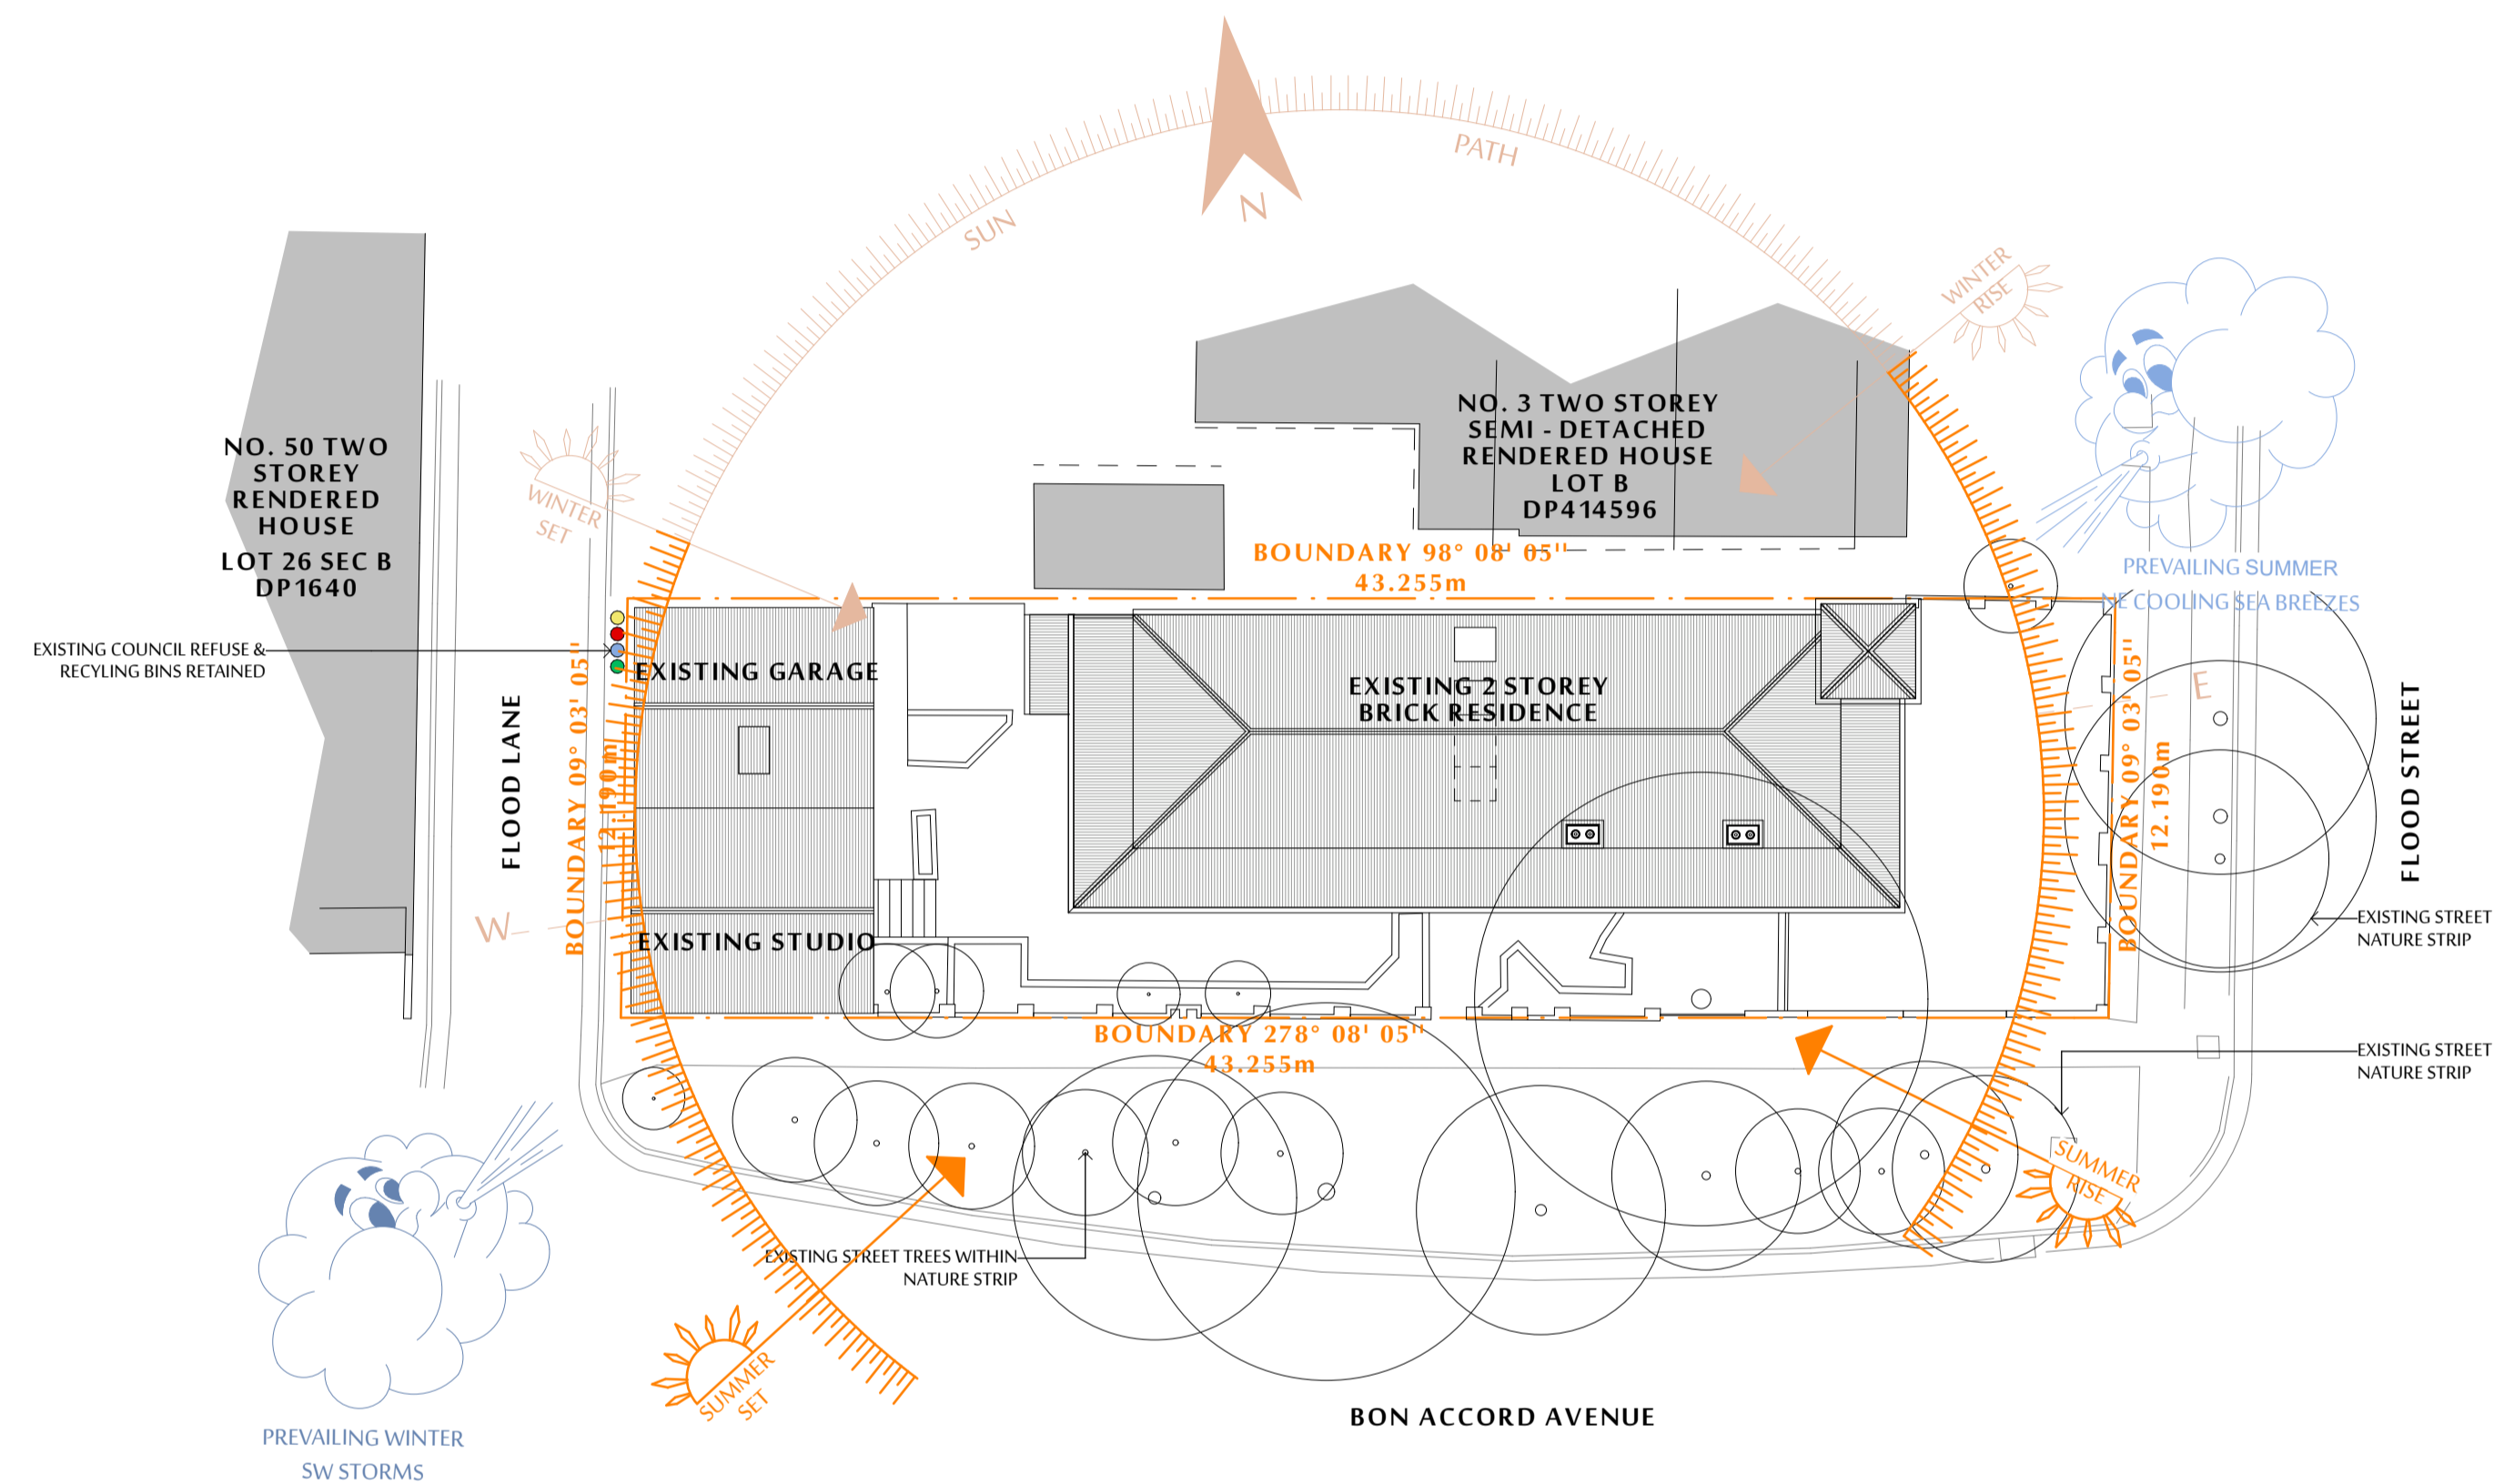 N
SUN
PATH
WINTER
RISE
NO. 50 TWO
STOREY
RENDERED
HOUSE
LOT 26 SEC B
DP1640
WINTER
SET
NO. 3 TWO STOREY
SEMI - DETACHED
RENDERED HOUSE
LOT B
DP414596
BOUNDARY 98° 08' 05"
43.255m
PREVAILING SUMMER
NE COOLING SEA BREEZES
EXISTING COUNCIL REFUSE &
RECYLING BINS RETAINED
EXISTING GARAGE
EXISTING 2 STOREY
BRICK RESIDENCE
E
FLOOD LANE
BOUNDARY 09° 03' 05"
12.190m
BOUNDARY 09° 03' 05"
12.190m
FLOOD STREET
W
EXISTING STUDIO
EXISTING STREET
NATURE STRIP
BOUNDARY 278° 08' 05"
43.255m
EXISTING STREET
NATURE STRIP
SUMMER
RISE
EXISTING STREET TREES WITHIN
NATURE STRIP
SUMMER
SET
BON ACCORD AVENUE
PREVAILING WINTER
SW STORMS